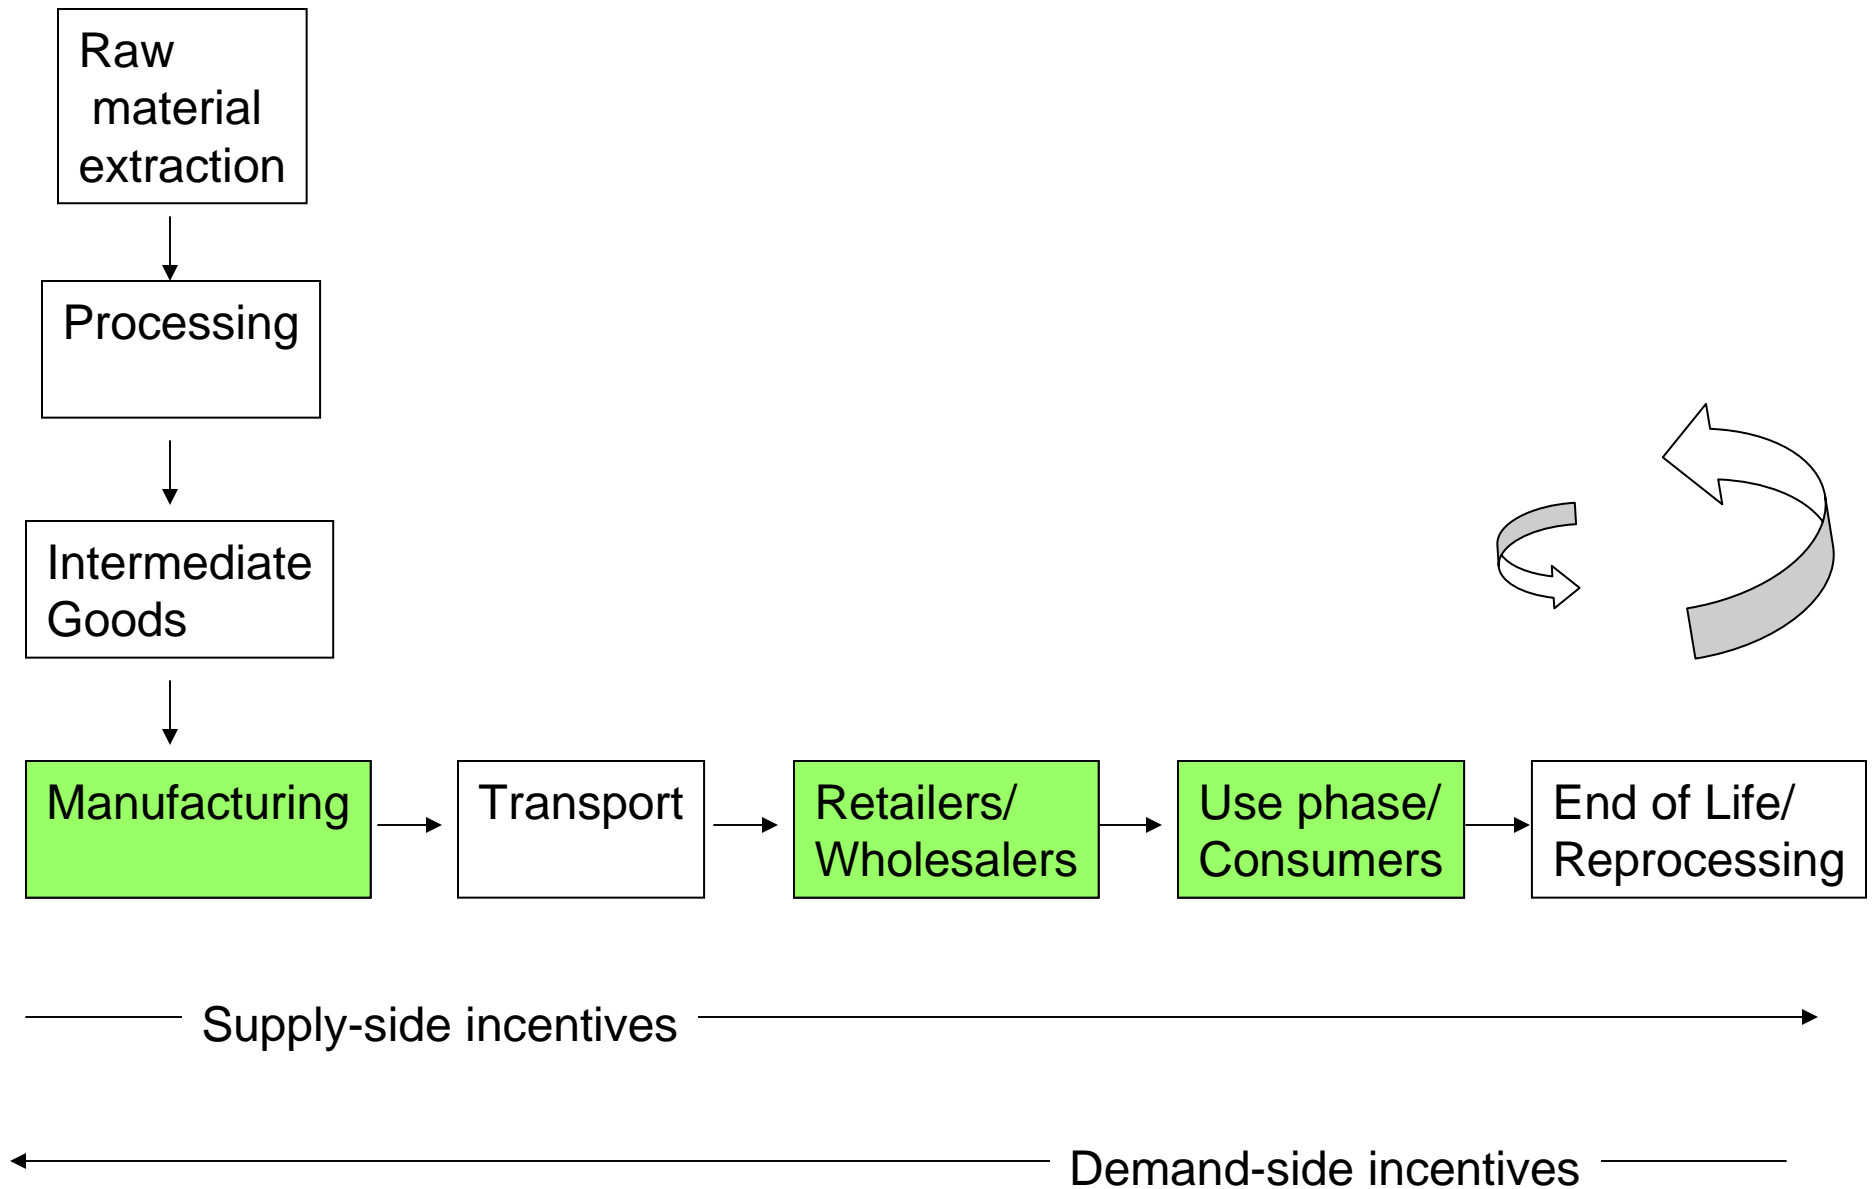 Raw
material
extraction
Processing
Intermediate
Goods
Manufacturing
Transport
Retailers/
Wholesalers
Use phase/
Consumers
End of Life/
Reprocessing
Supply-side incentives
Demand-side incentives